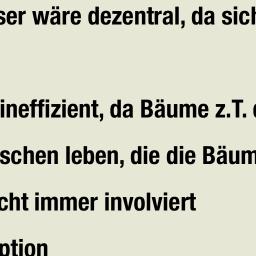 ser wäre dezentral, da sich
ineffizient, da Bäume z.T.
schen leben, die die Bäum
cht immer involviert
ption